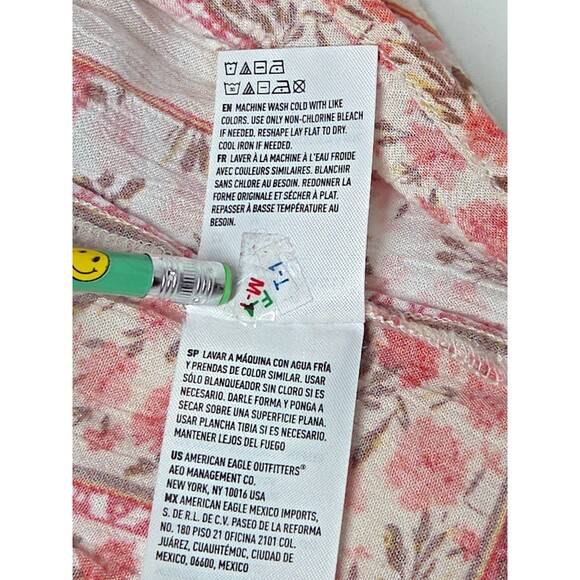 EN MACHINE WASH COLD WITH LIKE
COLORS. USE ONLY NON-CHLORINE BLEACH
IF NEEDED. RESHAPE LAY FLAT TO DRY.
COOL IRON IF NEEDED.
FR LAVER À LA MACHINE À L'EAU FROIDE
AVEC COULEURS SIMILAIRES. BLANCHIR
SANS CHLORE AU BESOIN. REDONNER LA
FORME ORIGINALE ET SÉCHER À PLAT.
REPASSER À BASSE TEMPÉRATURE AU
BESOIN.
T-1
M-
SP LAVAR A MÁQUINA CON AGUA FRÍA
Y PRENDAS DE COLOR SIMILAR. USAR
SÓLO BLANQUEADOR SIN CLORO SI ES
NECESARIO. DARLE FORMA Y PONGA A
SECAR SOBRE UNA SUPERFICIE PLANA.
USAR PLANCHA TIBIA SI ES NECESARIO.
MANTENER LEJOS DEL FUEGO
US AMERICAN EAGLE OUTFITTERS®
AEO MANAGEMENT CO.
NEW YORK, NY 10016 USA
MX AMERICAN EAGLE MEXICO IMPORTS,
S. DE R.L. DE C.V. PASEO DE LA REFORMA
NO. 180 PISO 21 OFICINA 2101 COL.
JUÁREZ, CUAUHTÉMOC, CIUDAD DE
MEXICO, 06600, MEXICO